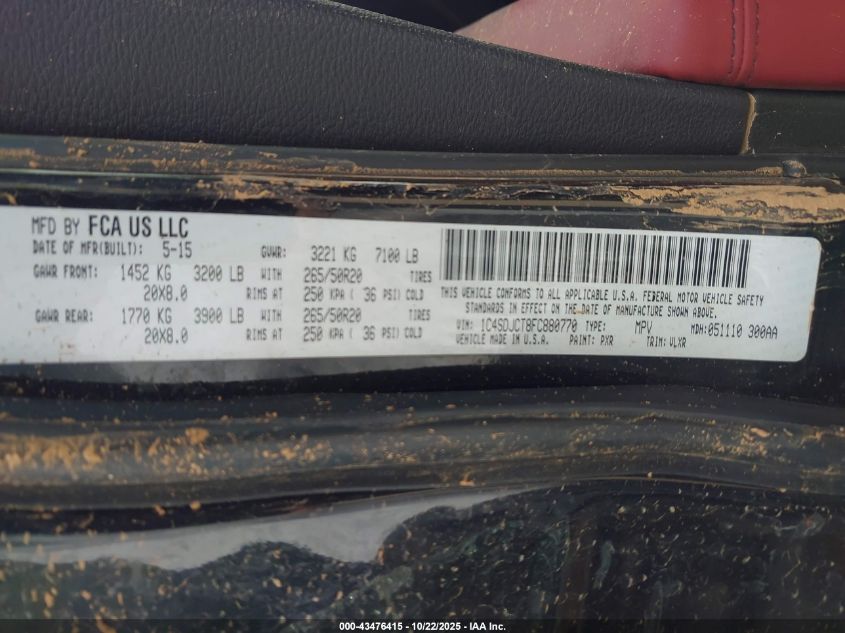 MFD BY FCA US LLC
DATE OF MFR(BUILT): 5-15 GVWR: 3221 KG 7100 LB
GAWR FRONT: 1452 KG 3200 LB WITH 265/50R20 TIRES
20X8.0 RIMS AT 250 KPA ( 36 PSI) COLD
GAWR REAR: 1770 KG 3900 LB WITH 265/50R20 TIRES
20X8.0 RIMS AT 250 KPA ( 36 PSI) COLD
THIS VEHICLE CONFORMS TO ALL APPLICABLE U.S.A. FEDERAL MOTOR VEHICLE SAFETY
STANDARDS IN EFFECT ON THE DATE OF MANUFACTURE SHOWN ABOVE.
VIN: 1C4SDJCT8FC880770 TYPE: MPV MDH:051110 300AA
VEHICLE MADE IN U.S.A. PAINT: PXR TRIM: VLXR
000-43476415 - 10/22/2025 - IAA Inc.